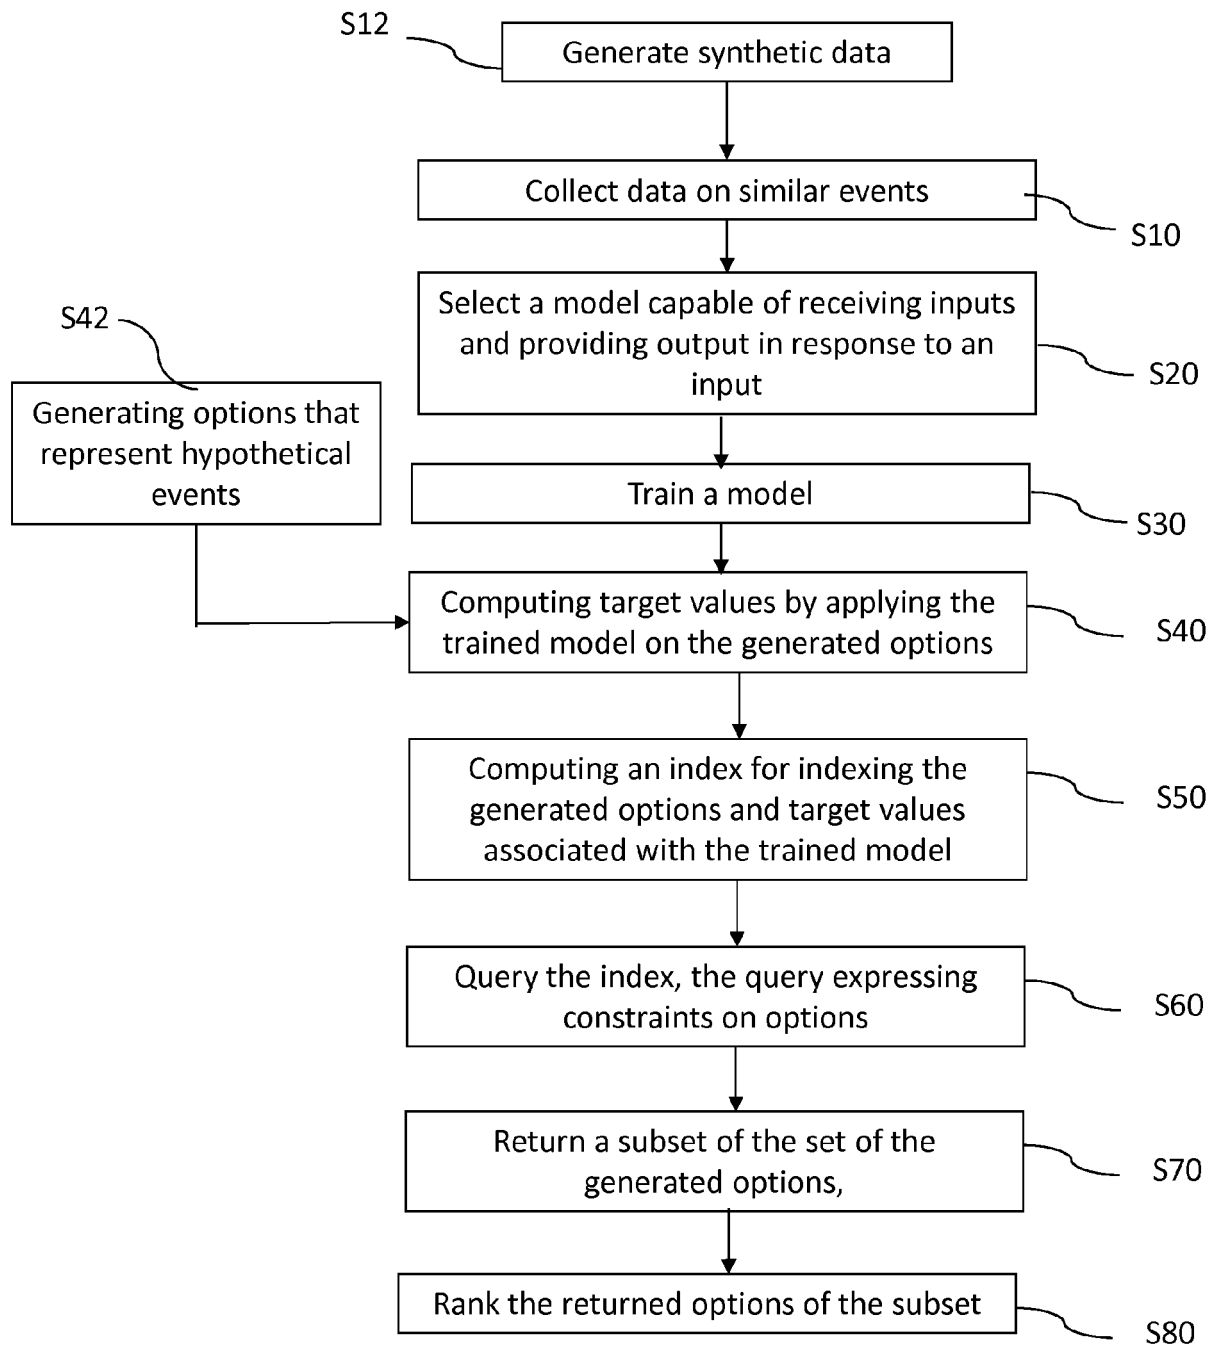 S12
Generate synthetic data
Collect data on similar events
S10
Select a model capable of receiving inputs
and providing output in response to an
input
S20
S42
Generating options that
represent hypothetical
events
Train a model
S30
Computing target values by applying the
trained model on the generated options
S40
Computing an index for indexing the
generated options and target values
associated with the trained model
S50
Query the index, the query expressing
constraints on options
S60
Return a subset of the set of the
generated options,
S70
Rank the returned options of the subset
S80